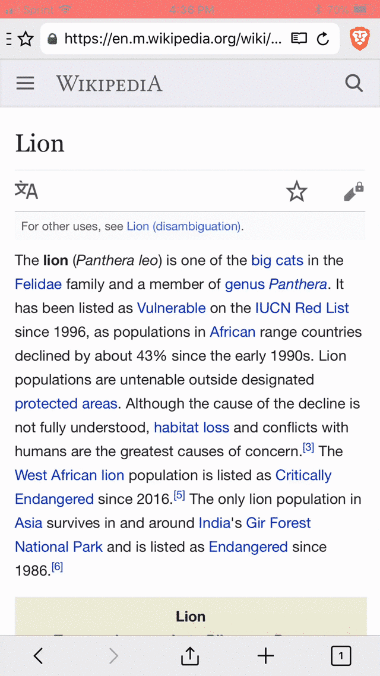 https://en.m.wikipedia.org/wiki/...
WIKIPEDIA
Lion
For other uses, see Lion (disambiguation).
The lion (Panthera leo) is one of the big cats in the
Felidae family and a member of genus Panthera. It
has been listed as Vulnerable on the IUCN Red List
since 1996, as populations in African range countries
declined by about 43% since the early 1990s. Lion
populations are untenable outside designated
protected areas. Although the cause of the decline is
not fully understood, habitat loss and conflicts with
humans are the greatest causes of concern.[3] The
West African lion population is listed as Critically
Endangered since 2016.[5] The only lion population in
Asia survives in and around India's Gir Forest
National Park and is listed as Endangered since
1986.[6]
Lion
1